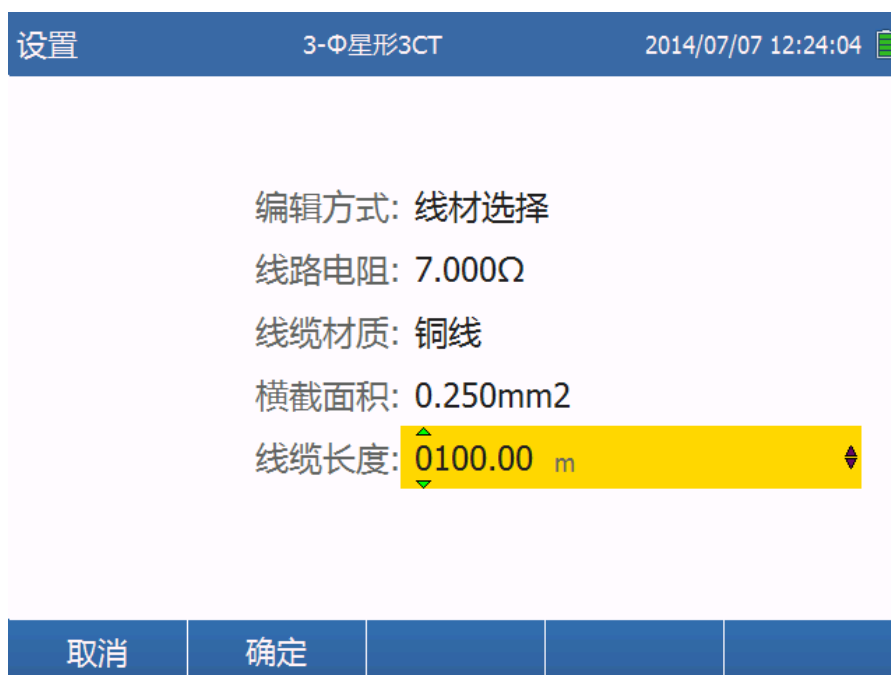 设置 3-Φ星形3CT 2014/07/07 12:24:04
编辑方式: 线材选择
线路电阻: 7.000Ω
线缆材质: 铜线
横截面积: 0.250mm2
线缆长度: 0100.00 m
取消 确定